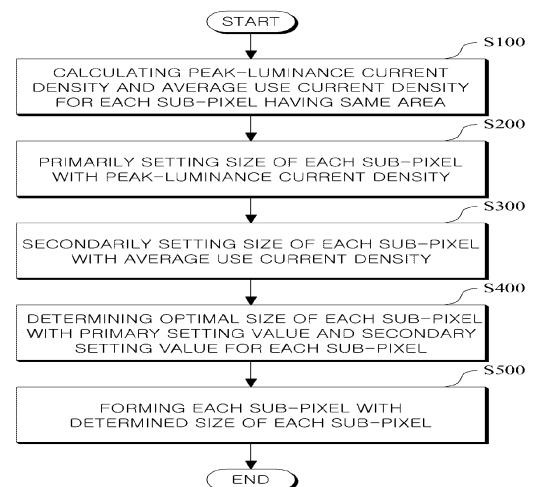 START
S100
CALCULATING PEAK-LUMINANCE CURRENT
DENSITY AND AVERAGE USE CURRENT DENSITY
FOR EACH SUB-PIXEL HAVING SAME AREA
S200
PRIMARILY SETTING SIZE OF EACH SUB-PIXEL
WITH PEAK-LUMINANCE CURRENT DENSITY
S300
SECONDARILY SETTING SIZE OF EACH SUB-PIXEL
WITH AVERAGE USE CURRENT DENSITY
S400
DETERMINING OPTIMAL SIZE OF EACH SUB-PIXEL
WITH PRIMARY SETTING VALUE AND SECONDARY
SETTING VALUE FOR EACH SUB-PIXEL
S500
FORMING EACH SUB-PIXEL WITH
DETERMINED SIZE OF EACH SUB-PIXEL
END